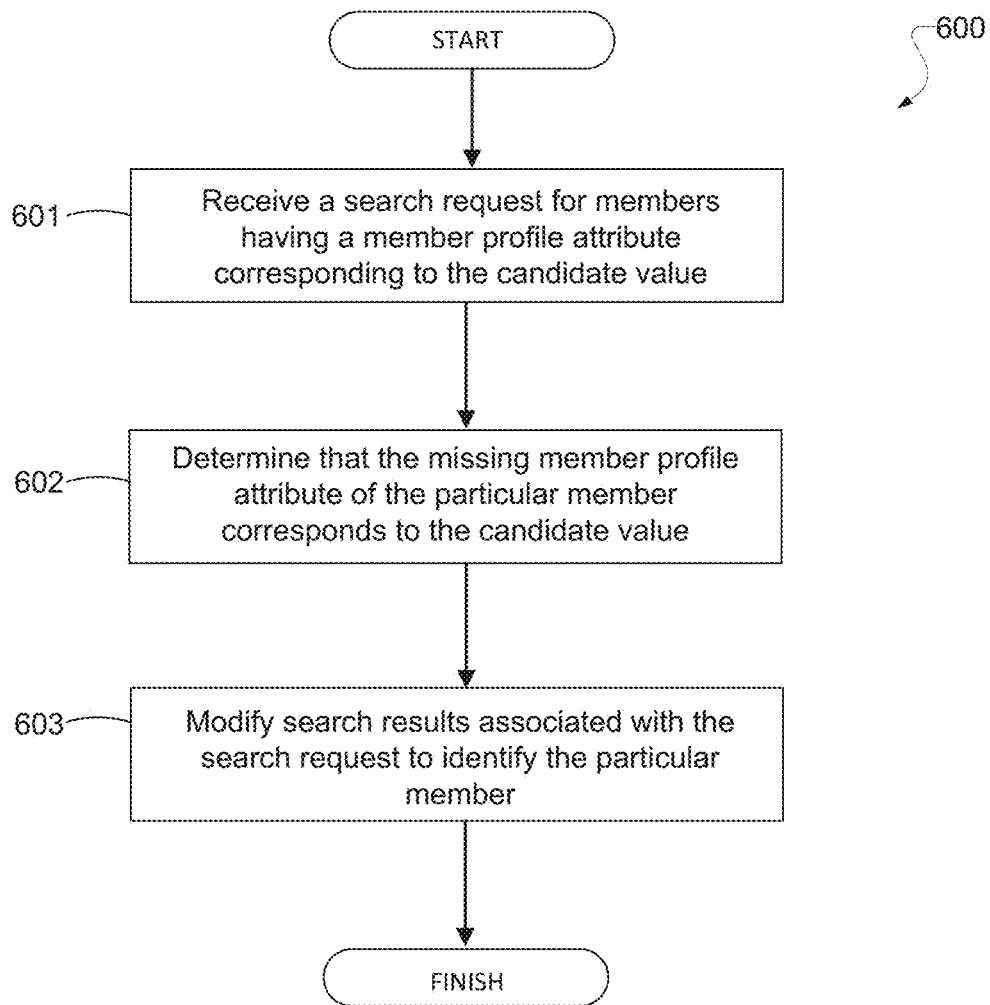 START
600
601
Receive a search request for members
having a member profile attribute
corresponding to the candidate value
602
Determine that the missing member profile
attribute of the particular member
corresponds to the candidate value
603
Modify search results associated with the
search request to identify the particular
member
FINISH